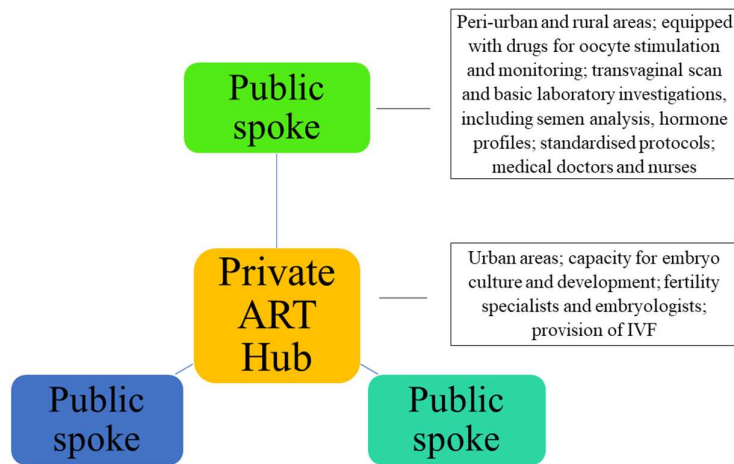 Public
spoke
Peri-urban and rural areas; equipped
with drugs for oocyte stimulation
and monitoring; transvaginal scan
and basic laboratory investigations,
including semen analysis, hormone
profiles; standardised protocols;
medical doctors and nurses
Private
ART
Hub
Urban areas; capacity for embryo
culture and development; fertility
specialists and embryologists;
provision of IVF
Public
spoke
Public
spoke